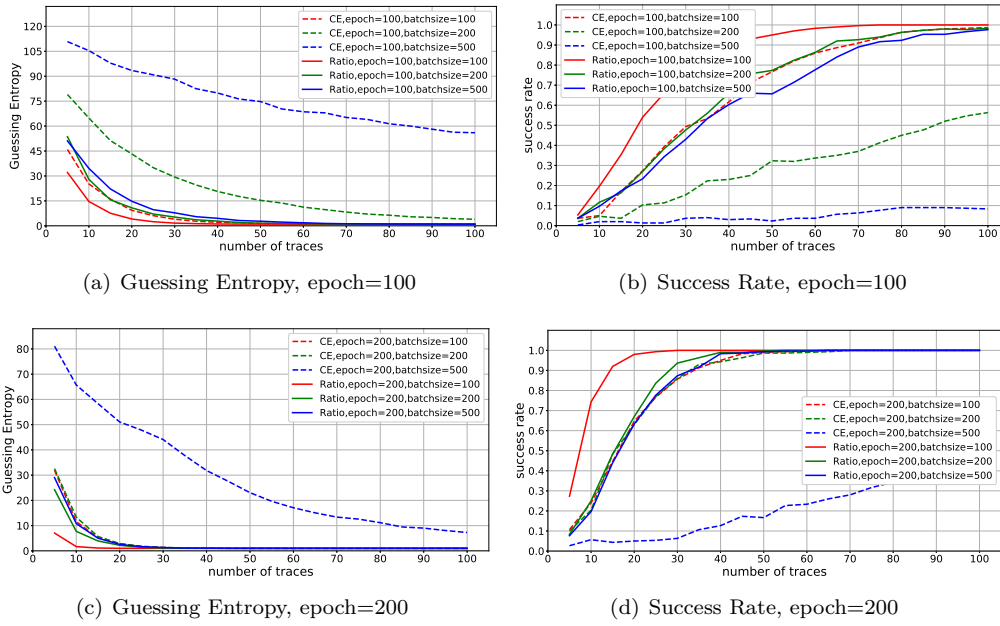 120
105
90
75
60
45
30
15
0
Guessing Entropy
CE,epoch=100,batchsize=100
CE,epoch=100,batchsize=200
CE,epoch=100,batchsize=500
Ratio,epoch=100,batchsize=100
Ratio,epoch=100,batchsize=200
Ratio,epoch=100,batchsize=500
0 10 20 30 40 50 60 70 80 90 100
number of traces
(a) Guessing Entropy, epoch=100
1.0
0.9
0.8
0.7
0.6
0.5
0.4
0.3
0.2
0.1
0.0
success rate
CE,epoch=100,batchsize=100
CE,epoch=100,batchsize=200
CE,epoch=100,batchsize=500
Ratio,epoch=100,batchsize=100
Ratio,epoch=100,batchsize=200
Ratio,epoch=100,batchsize=500
0 10 20 30 40 50 60 70 80 90 100
number of traces
(b) Success Rate, epoch=100
80
70
60
50
40
30
20
10
0
Guessing Entropy
CE,epoch=200,batchsize=100
CE,epoch=200,batchsize=200
CE,epoch=200,batchsize=500
Ratio,epoch=200,batchsize=100
Ratio,epoch=200,batchsize=200
Ratio,epoch=200,batchsize=500
0 10 20 30 40 50 60 70 80 90 100
number of traces
(c) Guessing Entropy, epoch=200
1.0
0.9
0.8
0.7
0.6
0.5
0.4
0.3
0.2
0.1
0.0
success rate
CE,epoch=200,batchsize=100
CE,epoch=200,batchsize=200
CE,epoch=200,batchsize=500
Ratio,epoch=200,batchsize=100
Ratio,epoch=200,batchsize=200
Ratio,epoch=200,batchsize=500
0 10 20 30 40 50 60 70 80 90 100
number of traces
(d) Success Rate, epoch=200